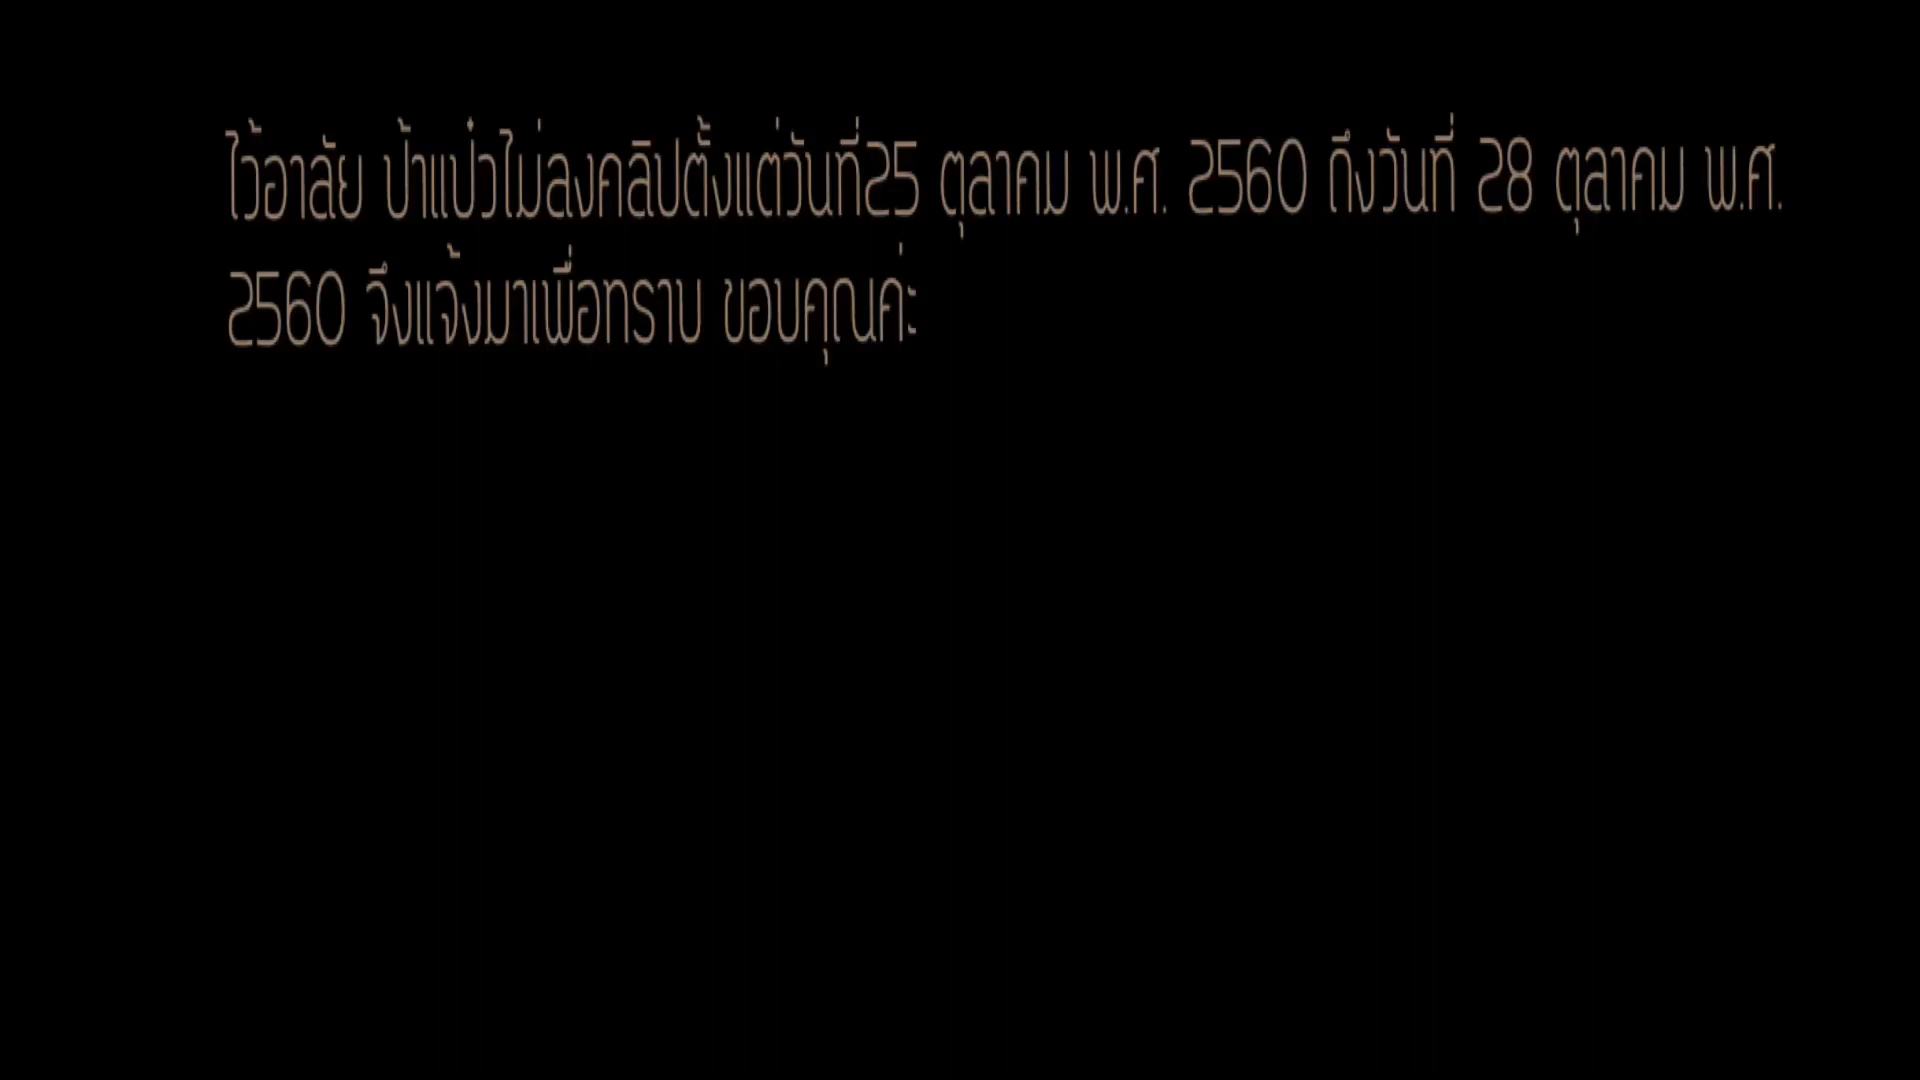 ไว้อาลัย ป้าแป๋วไม่ลงคลิปตั้งแต่วันที่25 ตุลาคม พ.ศ. 2560 ถึงวันที่ 28 ตุลาคม พ.ศ.
2560 จึงแจ้งมาเพื่อทราบ ขอบคุณค่ะ